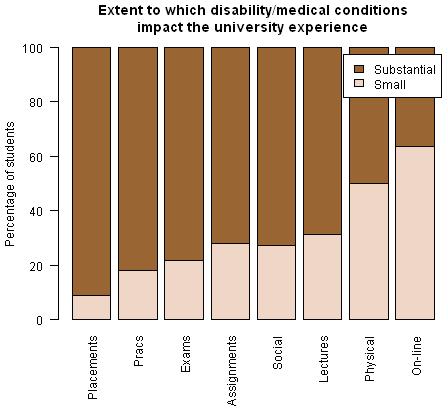 Extent to which disability/medical conditions
impact the university experience
Substantial
Small
Percentage of students
100
80
60
40
20
0
Placements
Pracs
Exams
Assignments
Social
Lectures
Physical
On-line